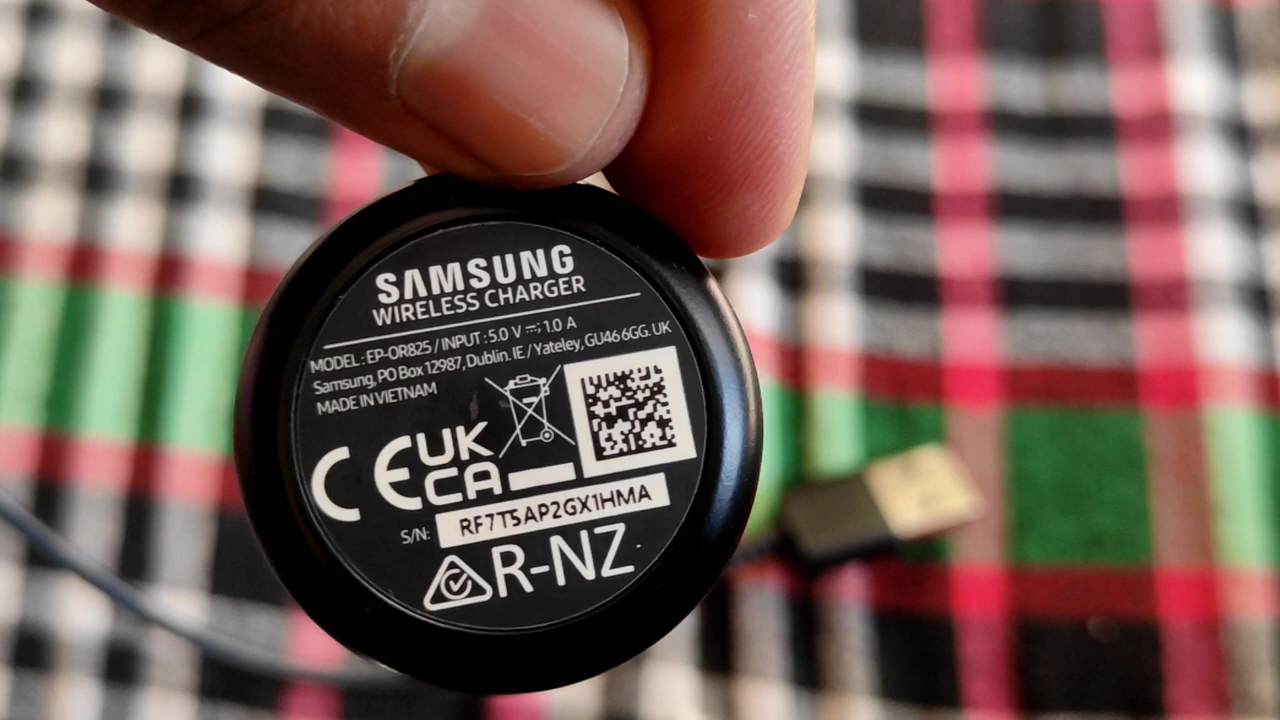 SAMSUNG
WIRELESS CHARGER
MODEL : EP-OR825 / INPUT : 5.0 V ⎓; 1.0 A
Samsung, PO Box 12987, Dublin. IE / Yateley, GU46 6GG. UK
MADE IN VIETNAM
CE UK
CA
S/N: RF7T5AP2GX1HMA
R-NZ